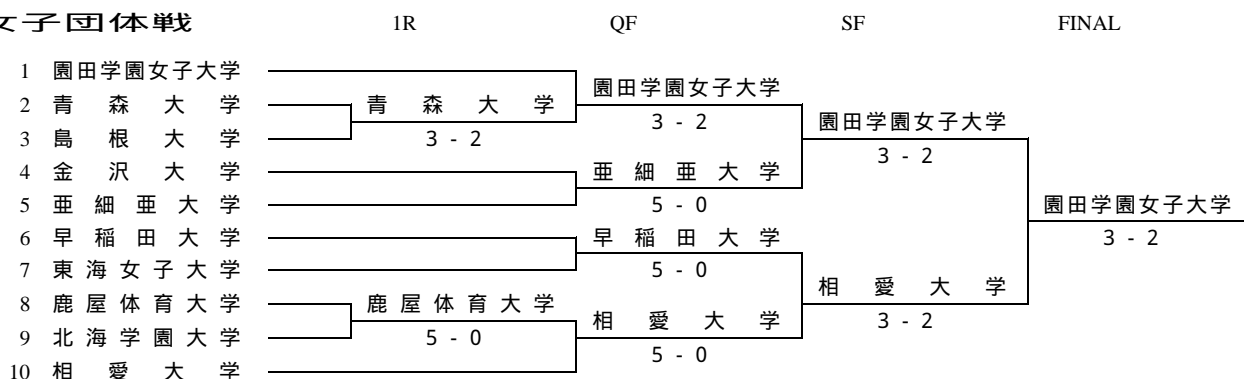 女子団体戦 1R QF SF FINAL
1 園田学園女子大学
園田学園女子大学
2 青森大学 青森大学
3 - 2
園田学園女子大学
3 島根大学 3 - 2
3 - 2
4 金沢大学 亜細亜大学
5 亜細亜大学 5 - 0 園田学園女子大学
6 早稲田大学 早稲田大学 3 - 2
7 東海女子大学 5 - 0
相愛大学
8 鹿屋体育大学 鹿屋体育大学
相愛大学 3 - 2
9 北海学園大学 5 - 0
5 - 0
10 相愛大学